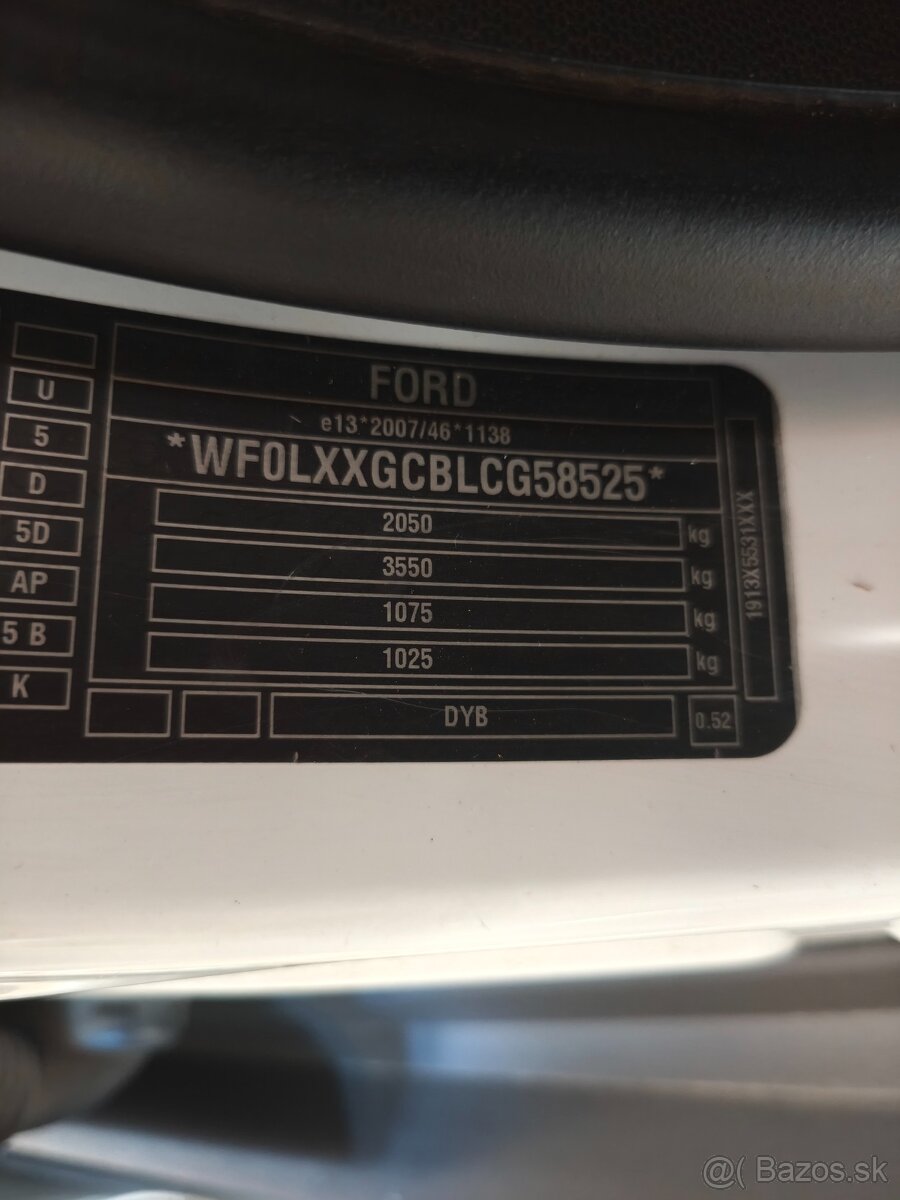 U
5
D
5D
AP
5 B
K
FORD
e13*2007/46*1138
*WF0LXXGCBLCG58525*
2050 kg
3550 kg
1075 kg
1025 kg
DYB
0.52
1913X5531XXX
@( Bazos.sk